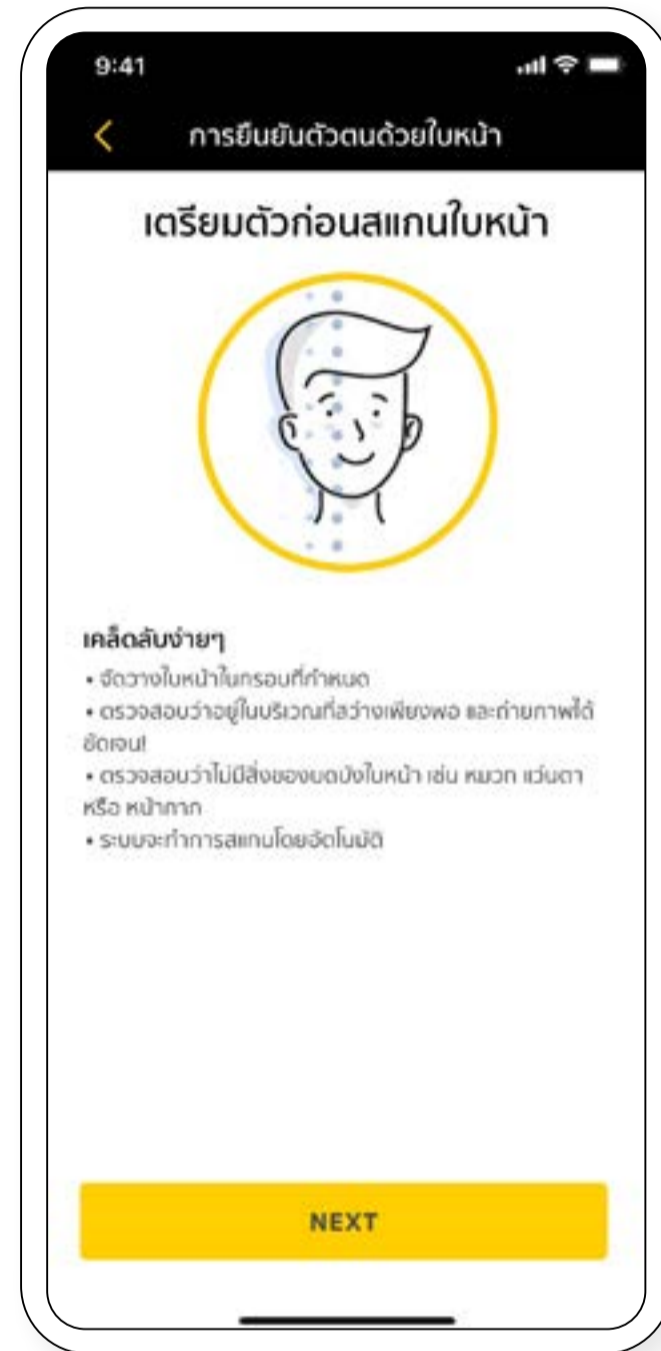 9:41
การยืนยันตัวตนด้วยใบหน้า
เตรียมตัวก่อนสแกนใบหน้า
เคล็ดลับง่ายๆ
• จัดวางใบหน้าในกรอบที่กำหนด
• ตรวจสอบว่าอยู่ในบริเวณที่สว่างเพียงพอ และถ่ายภาพได้
ชัดเจน!
• ตรวจสอบว่าไม่มีสิ่งของบดบังใบหน้า เช่น หมวก แว่นตา
หรือ หน้ากาก
• ระบบจะทำการสแกนโดยอัตโนมัติ
NEXT